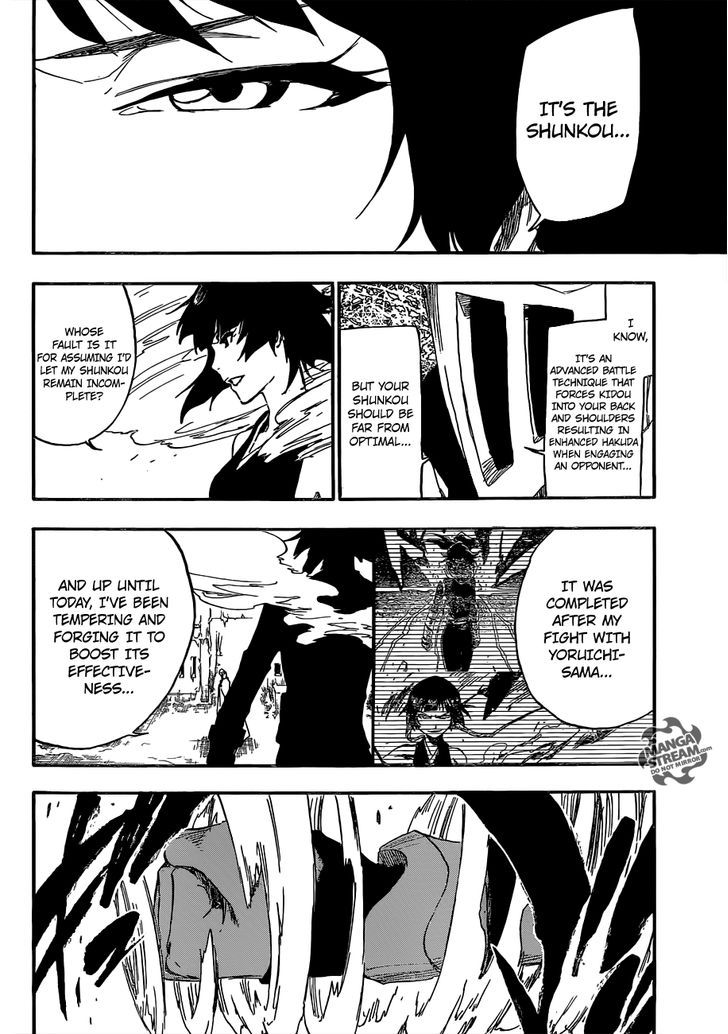 IT'S THE
SHUNKOU...
I
KNOW,
IT'S AN
ADVANCED BATTLE
TECHNIQUE THAT
FORCES KIDOU
INTO YOUR BACK
AND SHOULDERS
RESULTING IN
ENHANCED HAKUDA
WHEN ENGAGING
AN OPPONENT...
BUT YOUR
SHUNKOU
SHOULD BE
FAR FROM
OPTIMAL...
WHOSE
FAULT IS IT
FOR ASSUMING I'D
LET MY SHUNKOU
REMAIN INCOM-
PLETE?
IT WAS
COMPLETED
AFTER MY
FIGHT WITH
YORUICHI-
SAMA...
AND UP UNTIL
TODAY, I'VE BEEN
TEMPERING AND
FORGING IT TO
BOOST ITS
EFFECTIVE-
NESS...
MANGA
STREAM.com
DO NOT MIRROR